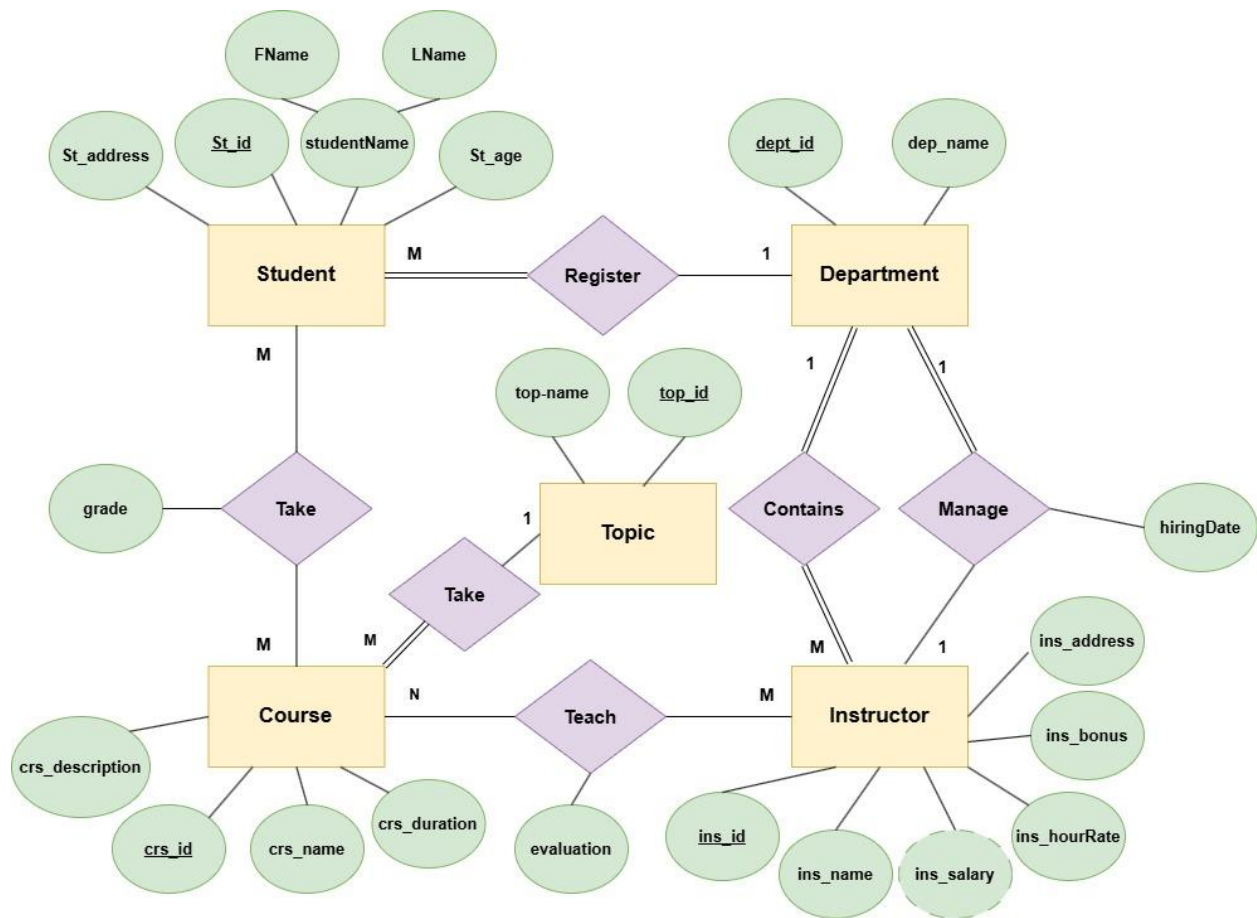 FName
LName
St_address
St_id
studentName
St_age
dept_id
dep_name
Student
M
Register
1
Department
M
top-name
top_id
1
1
grade
Take
1
Topic
Contains
Manage
hiringDate
Take
M
M
M
1
ins_address
Course
N
Teach
M
Instructor
ins_bonus
crs_description
crs_id
crs_name
crs_duration
evaluation
ins_id
ins_name
ins_salary
ins_hourRate